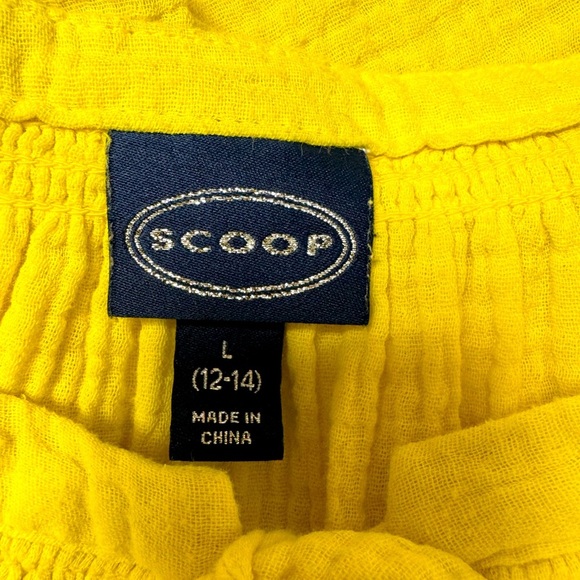 SCOOP
L
(12-14)
MADE IN
CHINA